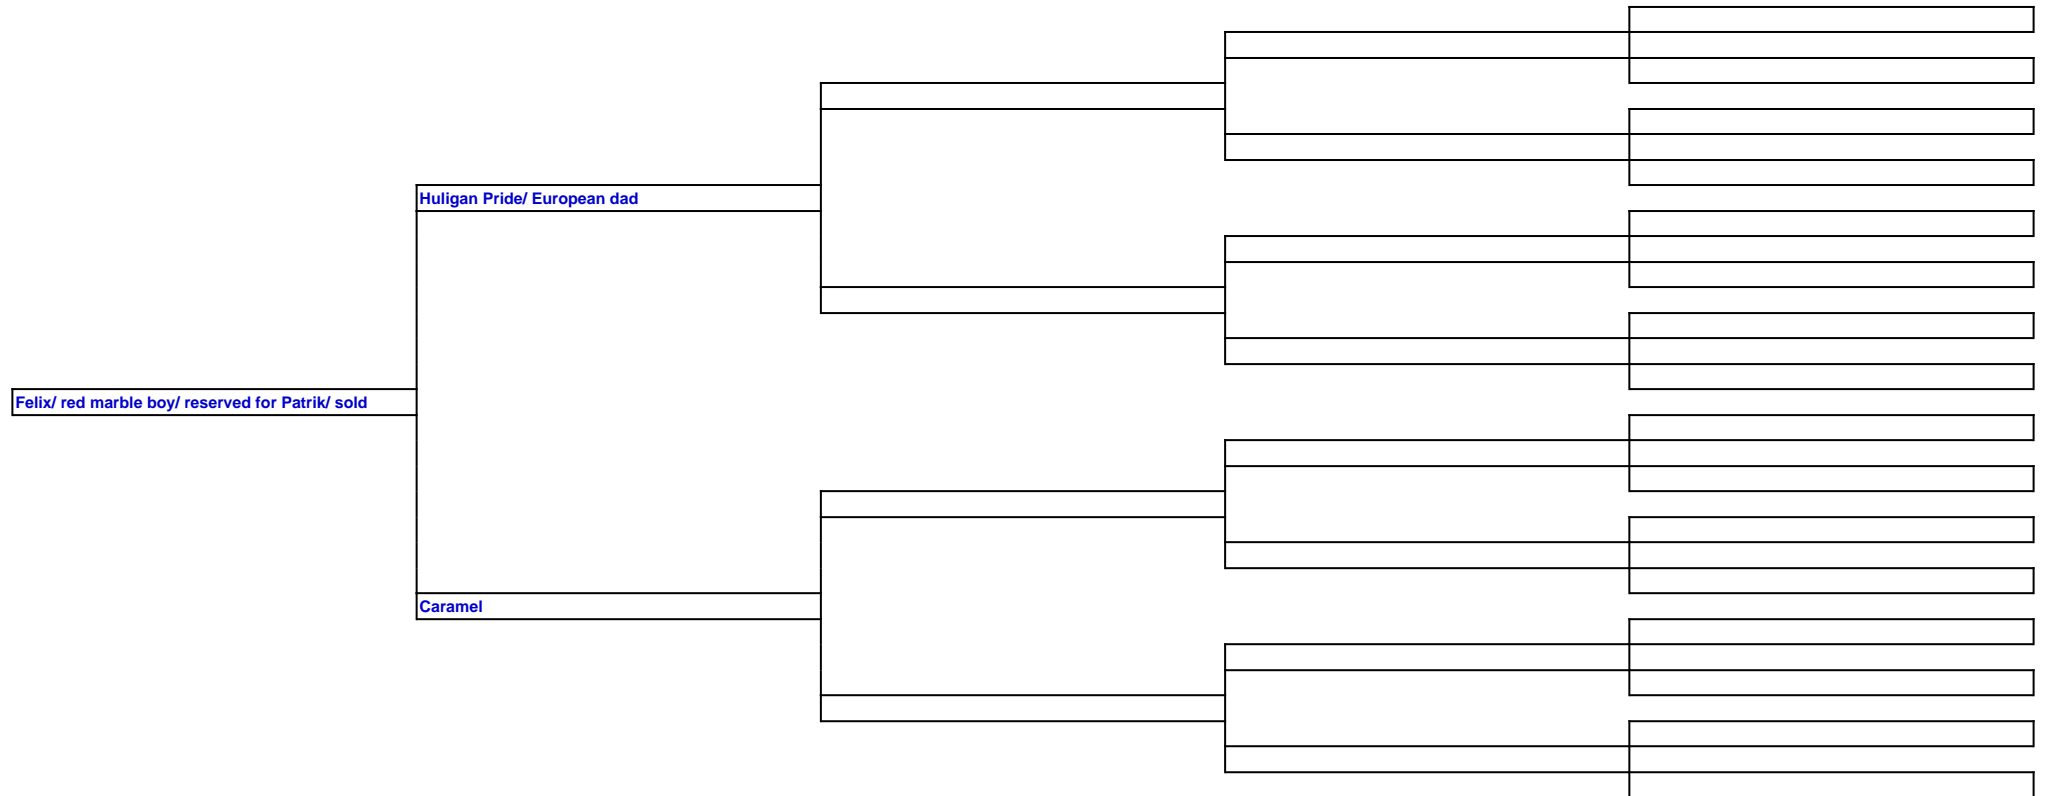 Huligan Pride/ European dad
Felix/ red marble boy/ reserved for Patrik/ sold
Caramel